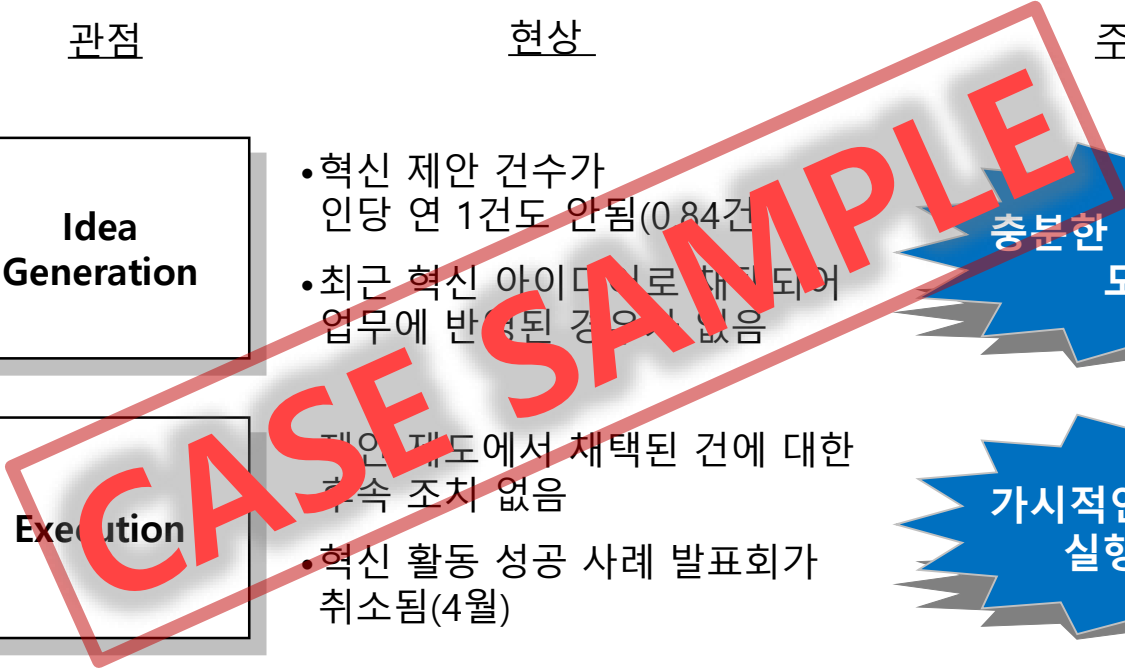 관점
현상
주
Idea
Generation
•혁신 제안 건수가
인당 연 1건도 안됨(0.84건
•최근 혁신 아이디어로 채택되어
업무에 반영된 경우가 없음
충분한
Execution
제안 제도에서 채택된 건에 대한
후속 조치 없음
•혁신 활동 성공 사례 발표회가
취소됨(4월)
가시적인
실행
CASE SAMPLE